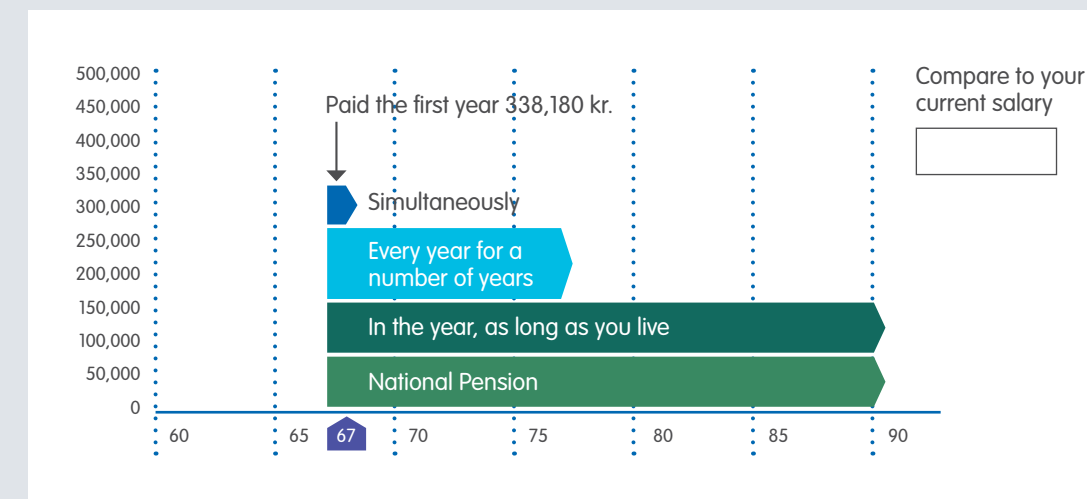 500,000
450,000
400,000
350,000
300,000
250,000
200,000
150,000
100,000
50,000
0
Paid the first year 338,180 kr.
Simultaneously
Every year for a
number of years
In the year, as long as you live
National Pension
60 65 67 70 75 80 85 90
Compare to your
current salary